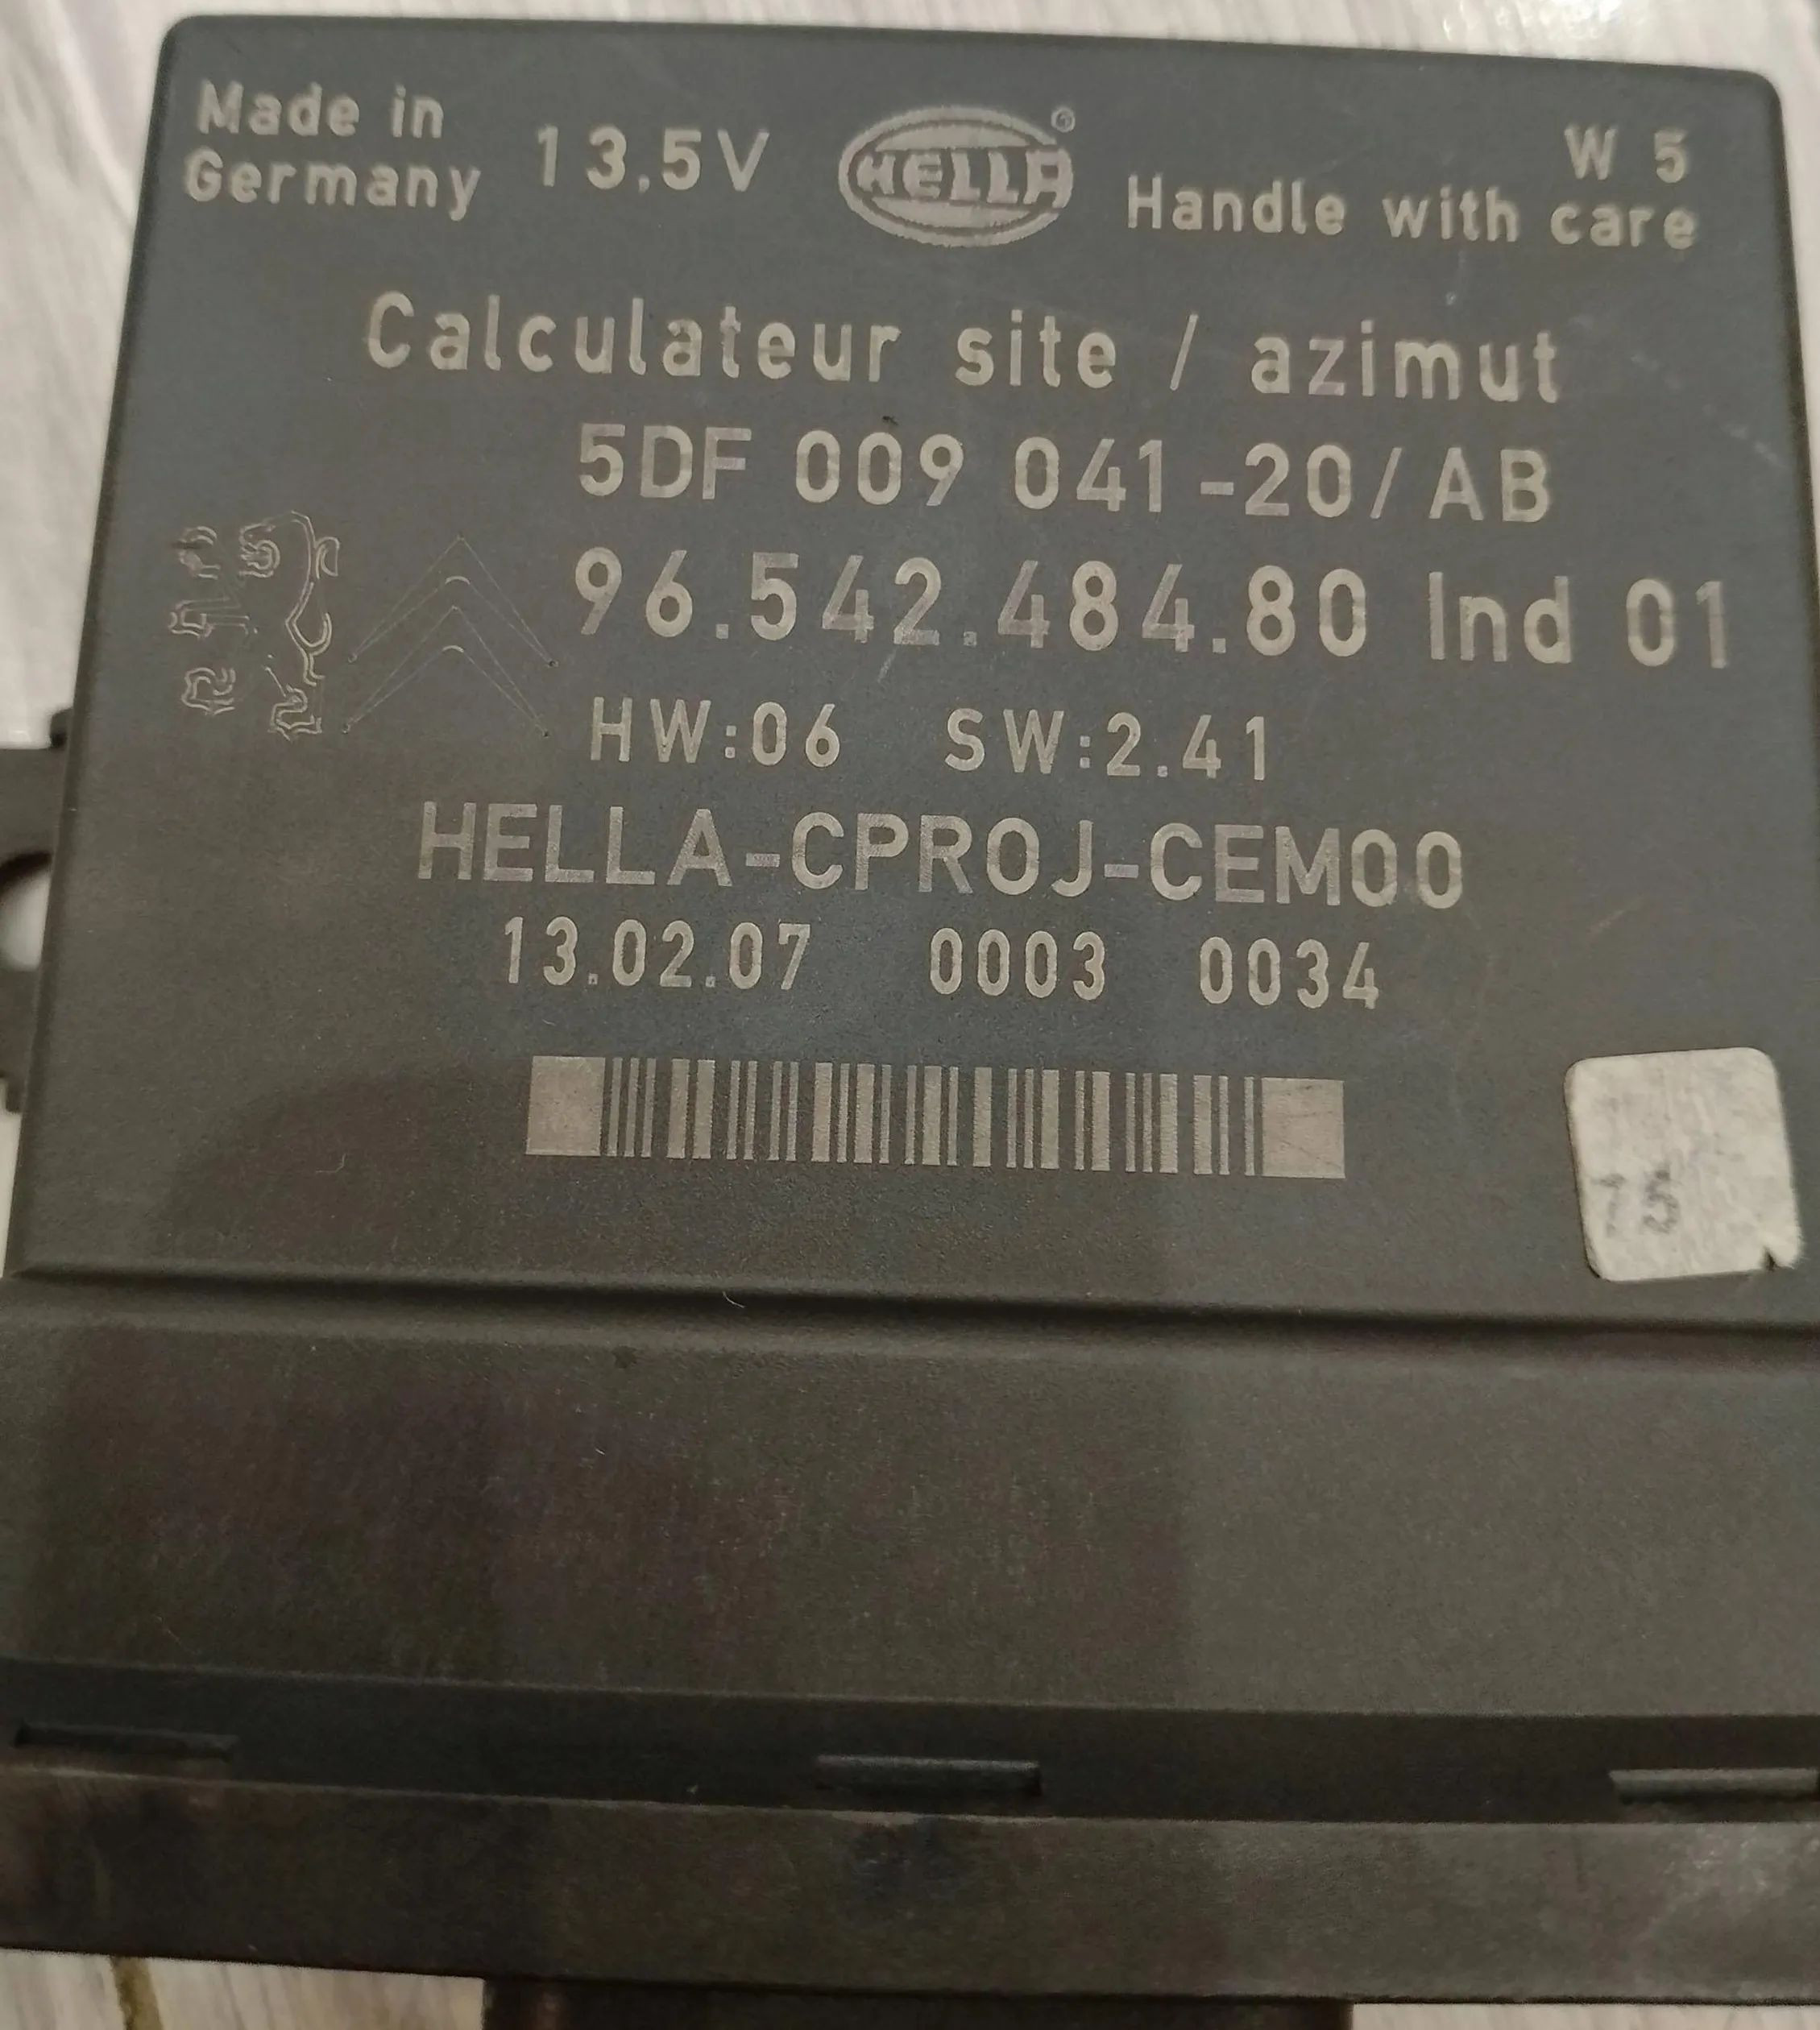 Made in
Germany
13,5V
HELLA
®
W 5
Handle with care
Calculateur site / azimut
5DF 009 041-20/AB
96.542.484.80 Ind 01
HW:06 SW:2.41
HELLA-CPROJ-CEM00
13.02.07 0003 0034